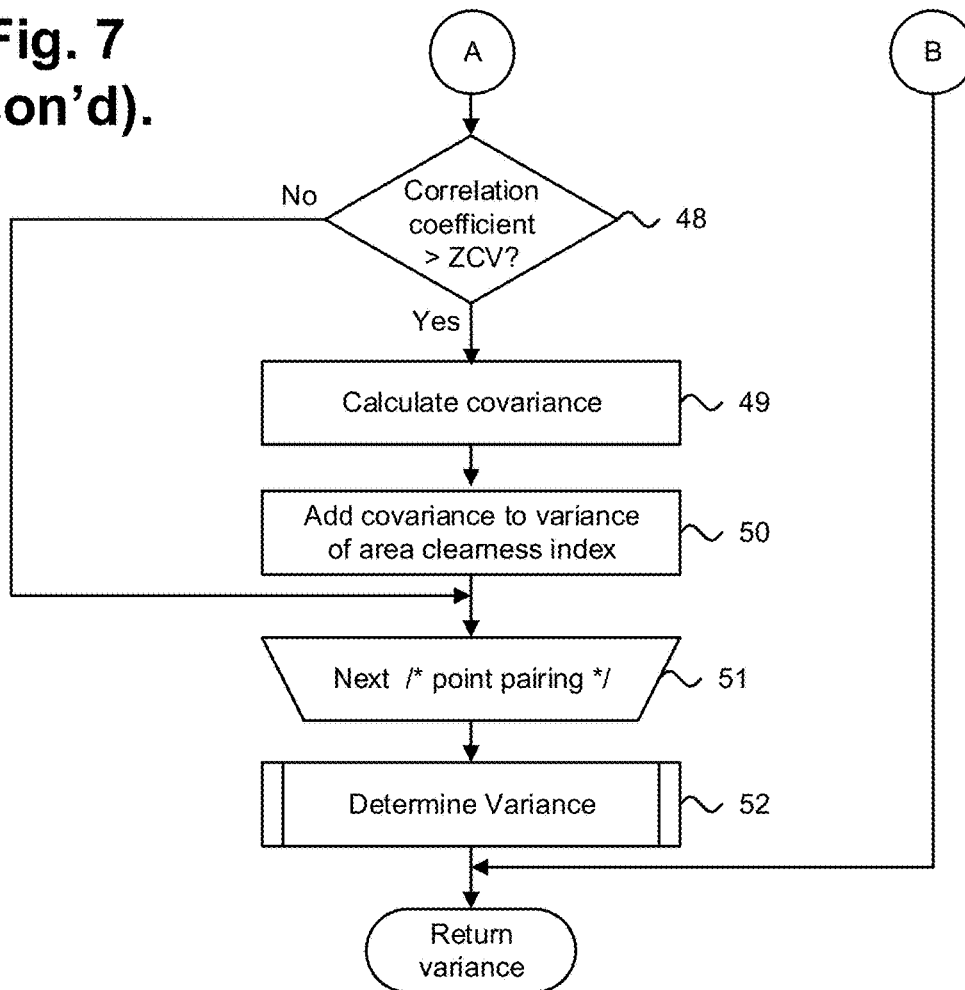 Fig. 7
on'd).
A
B
No
Correlation
coefficient
> ZCV?
48
Yes
Calculate covariance
49
Add covariance to variance
of area clearness index
50
Next /* point pairing */
51
Determine Variance
52
Return
variance